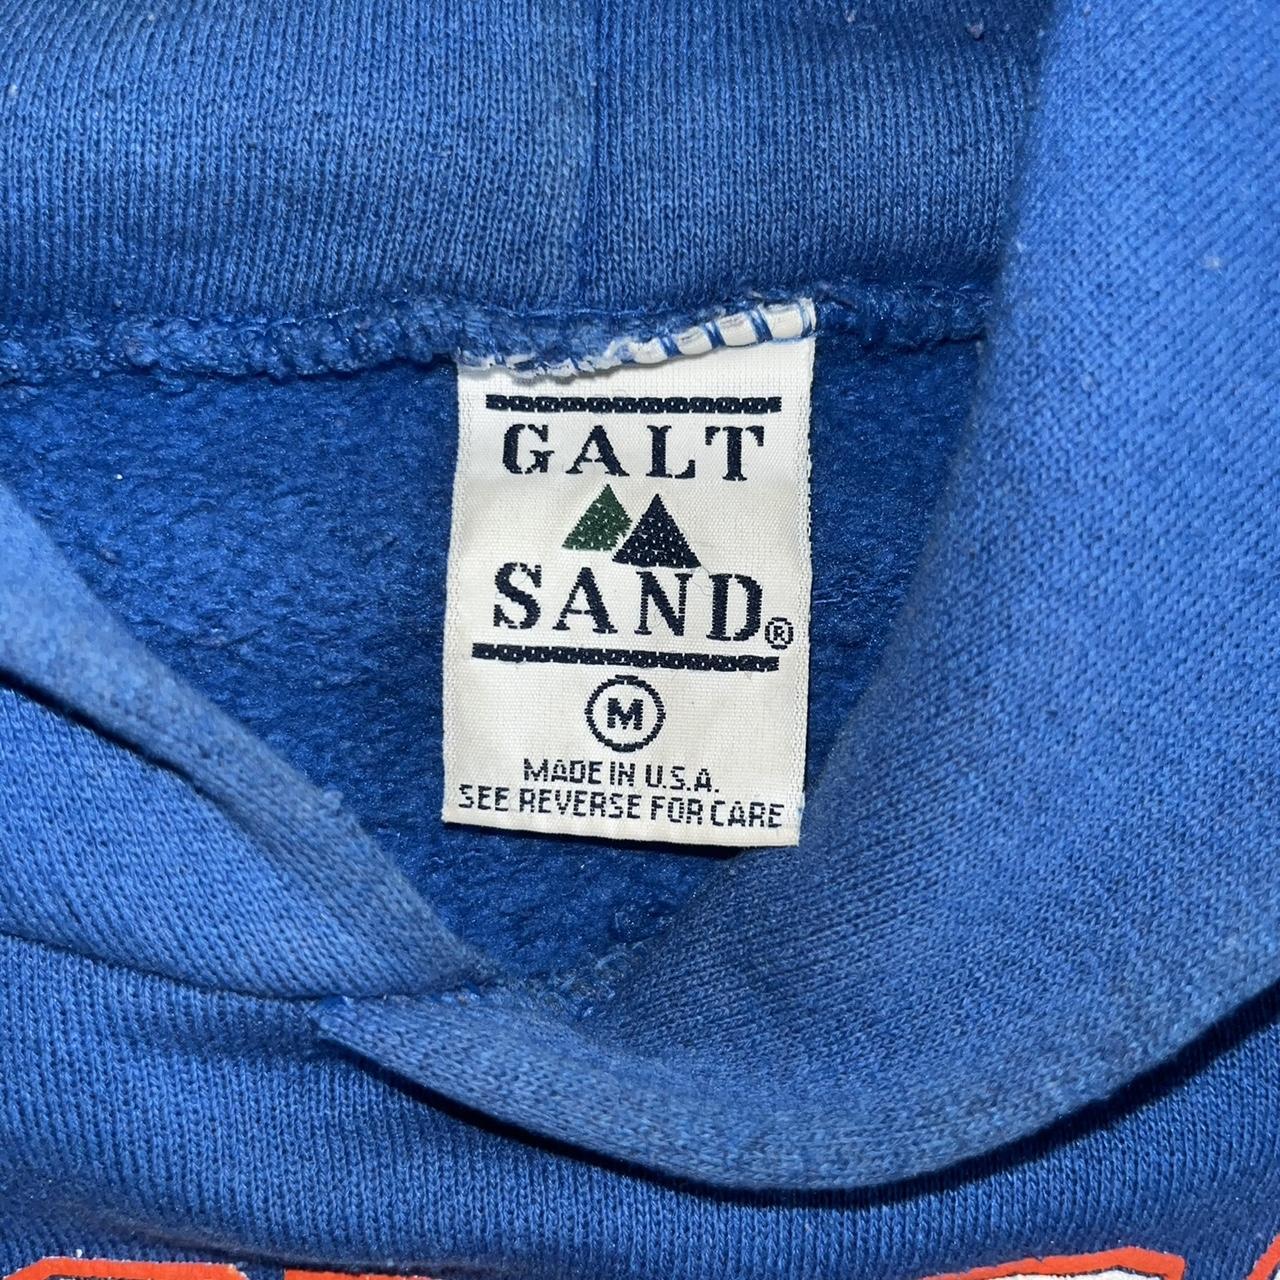 GALT
SAND®
M
MADE IN U.S.A.
SEE REVERSE FOR CARE